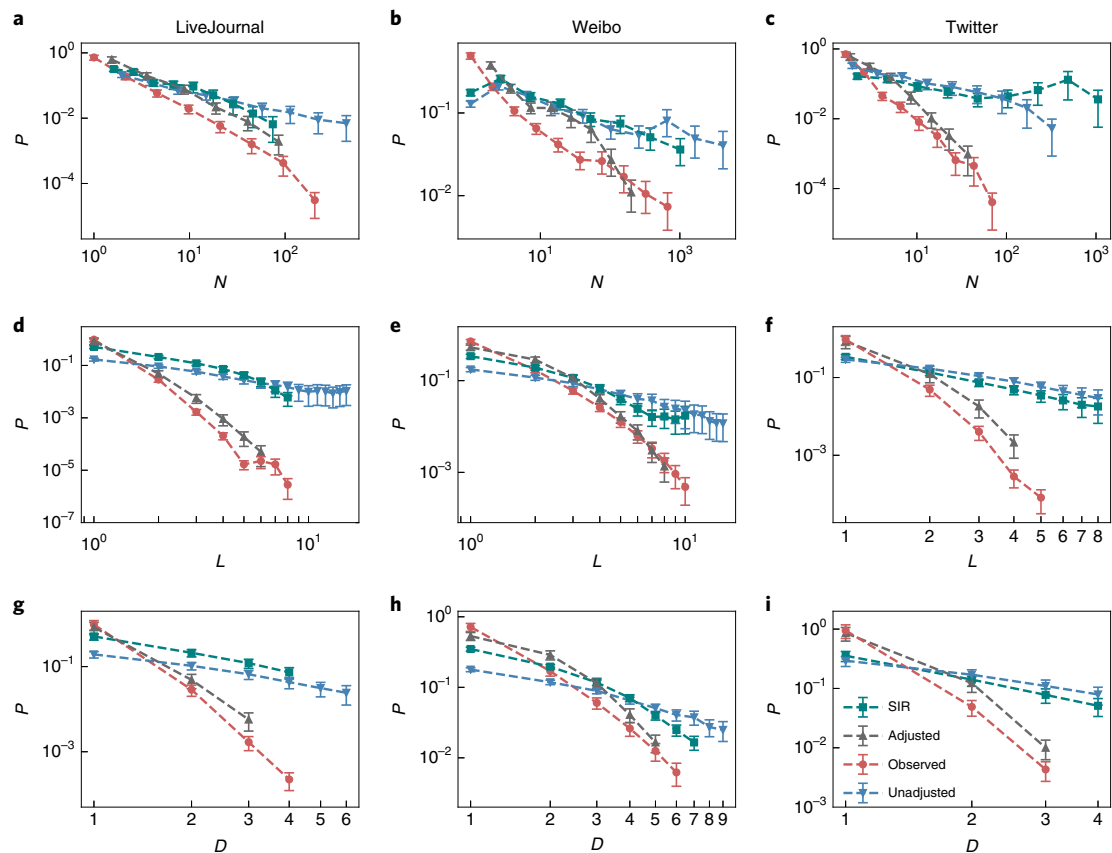 a LiveJournal
b Weibo
c Twitter
10^0
10^-2
10^-4
P
10^0 10^1 10^2
N
10^-1
10^-2
P
10^1 10^3
N
10^0
10^-2
10^-4
P
10^1 10^2 10^3
N
d
10^-1
10^-3
10^-5
10^-7
P
10^0 10^1
L
e
10^-1
10^-3
P
10^0 10^1
L
f
10^-1
10^-3
P
1 2 3 4 5 6 7 8
L
g
10^-1
10^-3
P
1 2 3 4 5 6
D
h
10^0
10^-1
10^-2
P
1 2 3 4 5 6 7 8 9
D
i
10^0
10^-1
10^-2
10^-3
P
1 2 3 4
D
SIR
Adjusted
Observed
Unadjusted